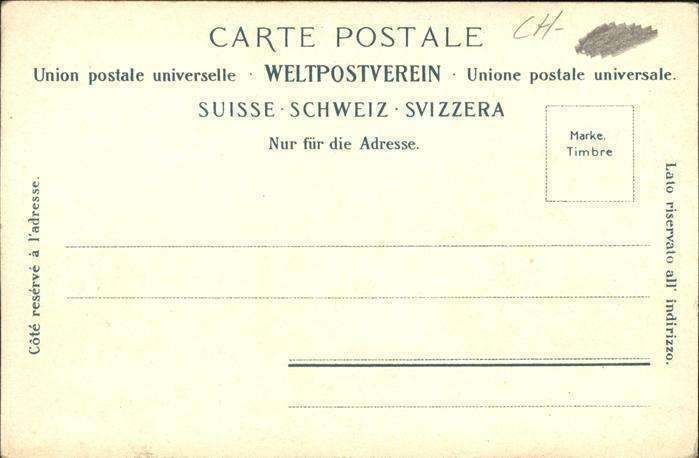 CH-
CARTE POSTALE
Union postale universelle · WELTPOSTVEREIN · Unione postale universale.
SUISSE · SCHWEIZ · SVIZZERA
Nur für die Adresse.
Marke.
Timbre
Côté resérvé à l'adresse.
Lato riservato all' indirizzo.